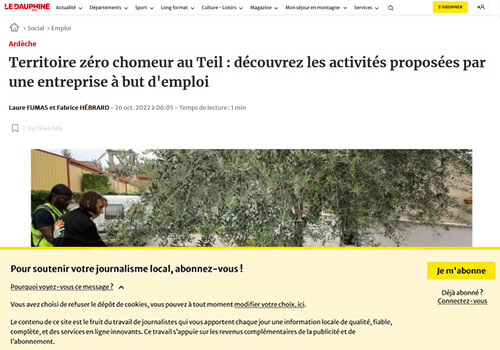 LE DAUPHINÉ
Actualité Départements Sport Long format Culture - Loisirs Magazine Mon séjour en montagne Services S'ABONNER
> Social > Emploi
Ardèche
Territoire zéro chomeur au Teil : découvrez les activités proposées par
une entreprise à but d'emploi
Laure FUMAS et Fabrice HÉBRARD - 26 oct. 2022 à 06:05 - Temps de lecture : 1 min
| Vu 1944 fois
Pour soutenir votre journalisme local, abonnez-vous !
Je m'abonne
Pourquoi voyez-vous ce message ?
Déjà abonné ?
Vous avez choisi de refuser le dépôt de cookies, vous pouvez à tout moment modifier votre choix, ici.
Connectez-vous
Le contenu de ce site est le fruit du travail de journalistes qui vous apportent chaque jour une information locale de qualité, fiable,
complète, et des services en ligne innovants. Ce travail s'appuie sur les revenus complémentaires de la publicité et de
l'abonnement.